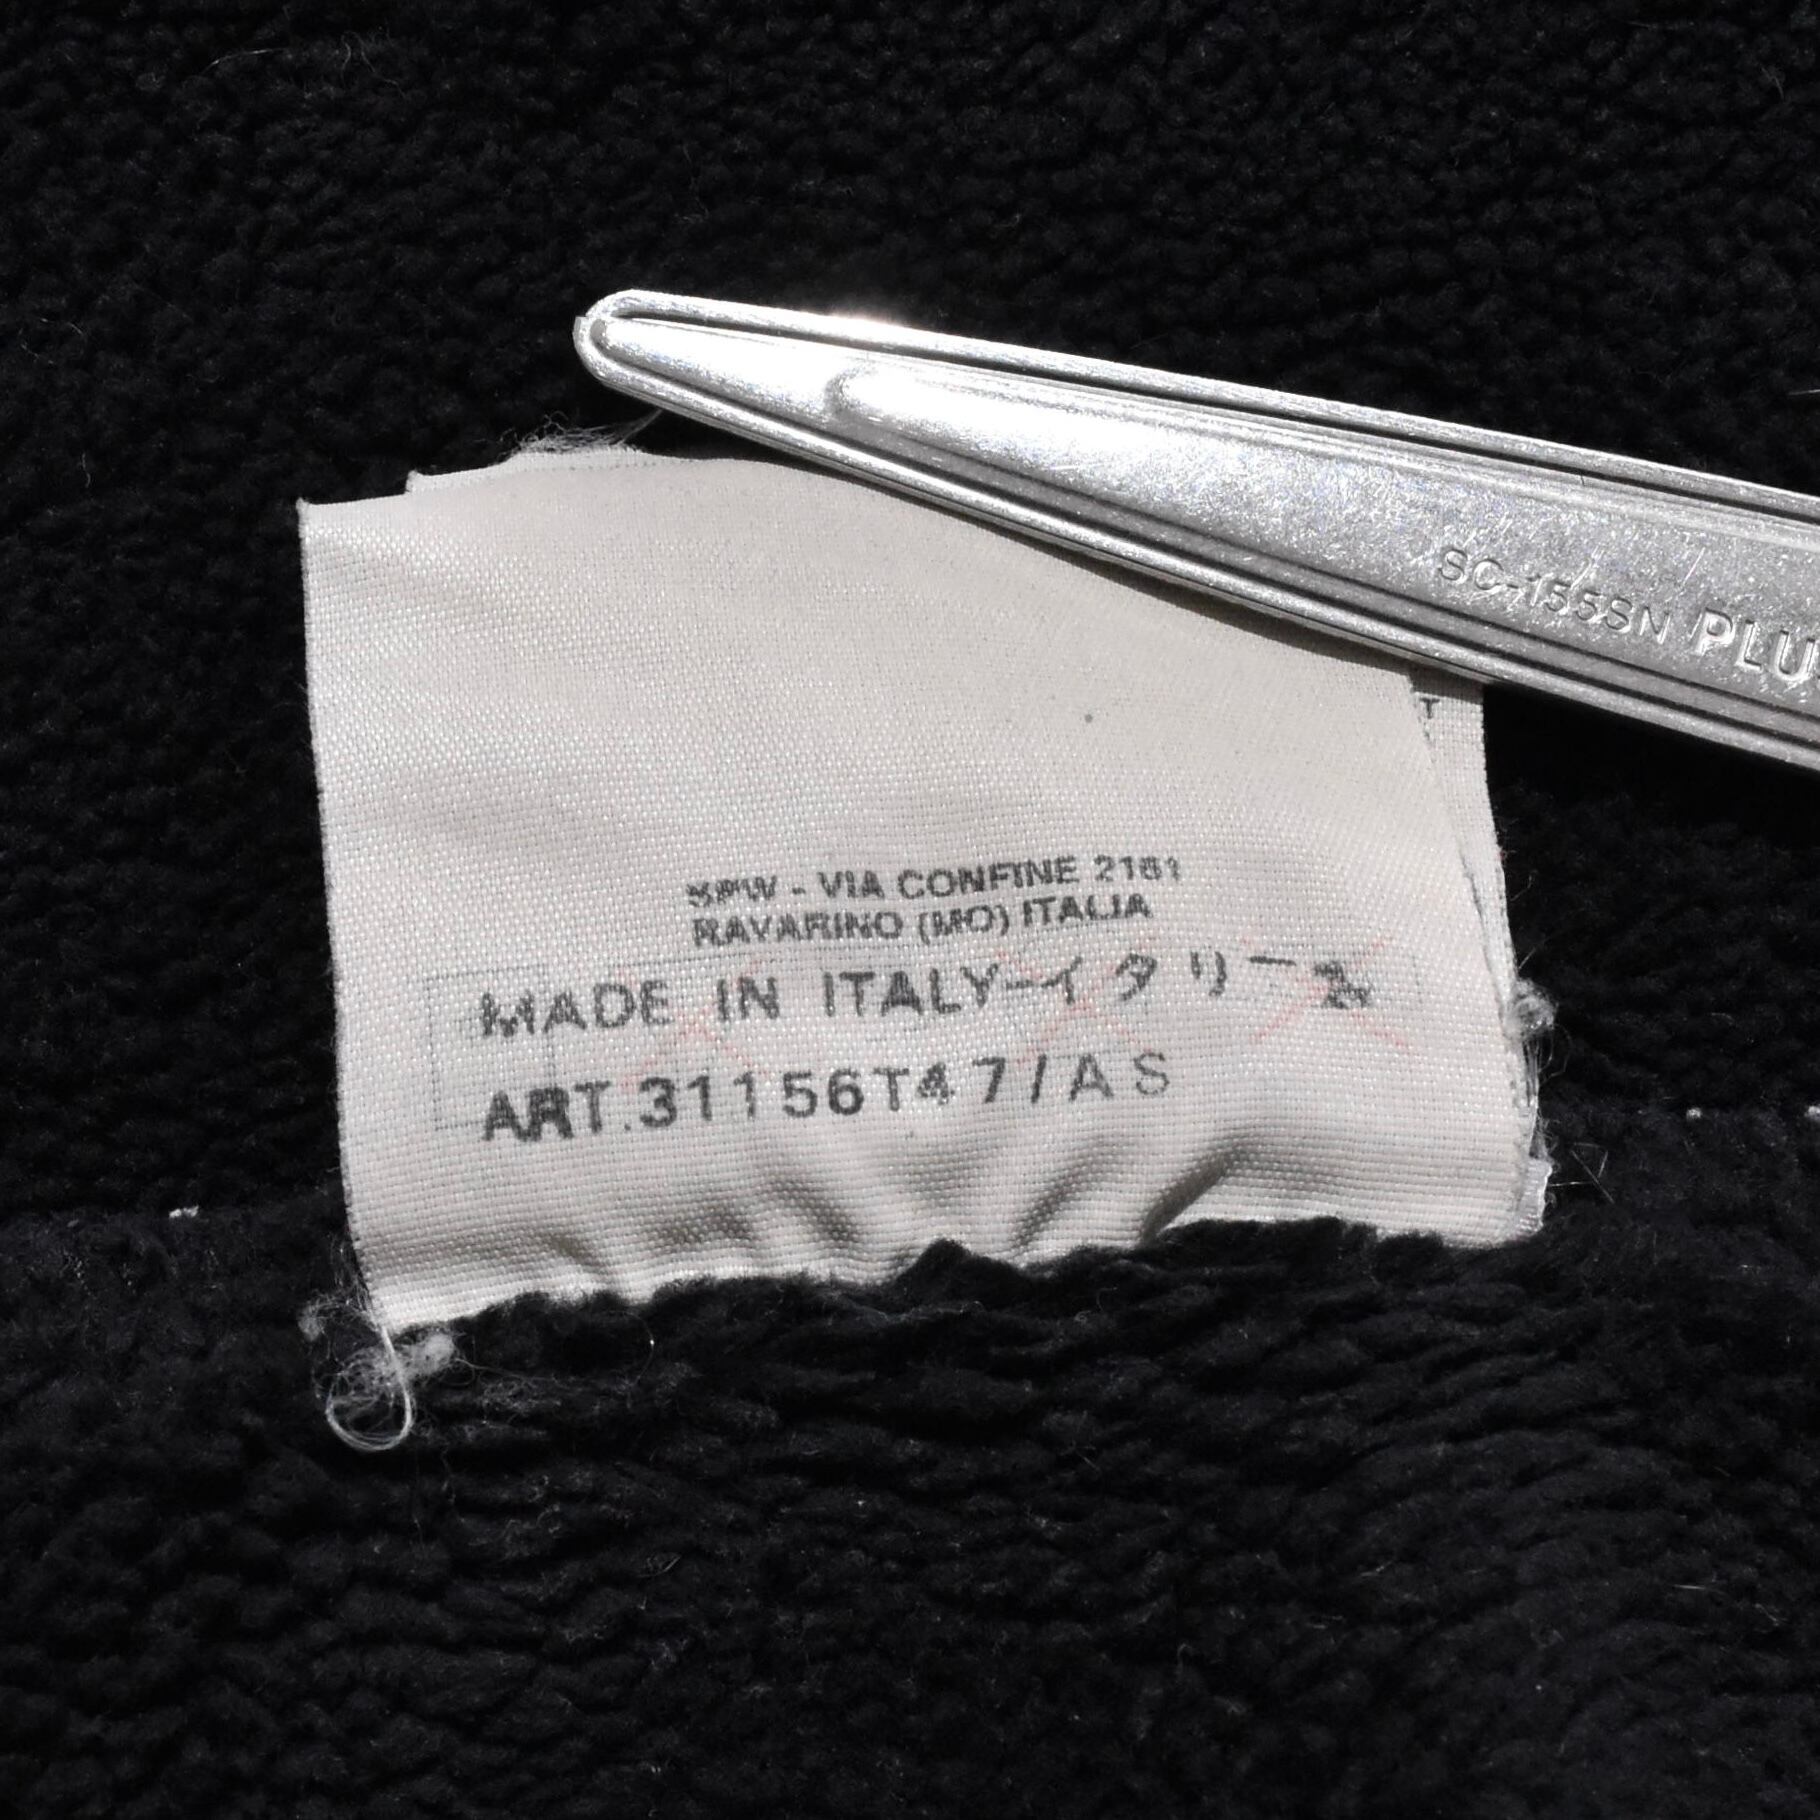 SC-155SN PLU
T
SPW - VIA CONFINE 2161
RAVARINO (MO) ITALIA
MADE IN ITALY-イタリー製
ART.31156T47/AS